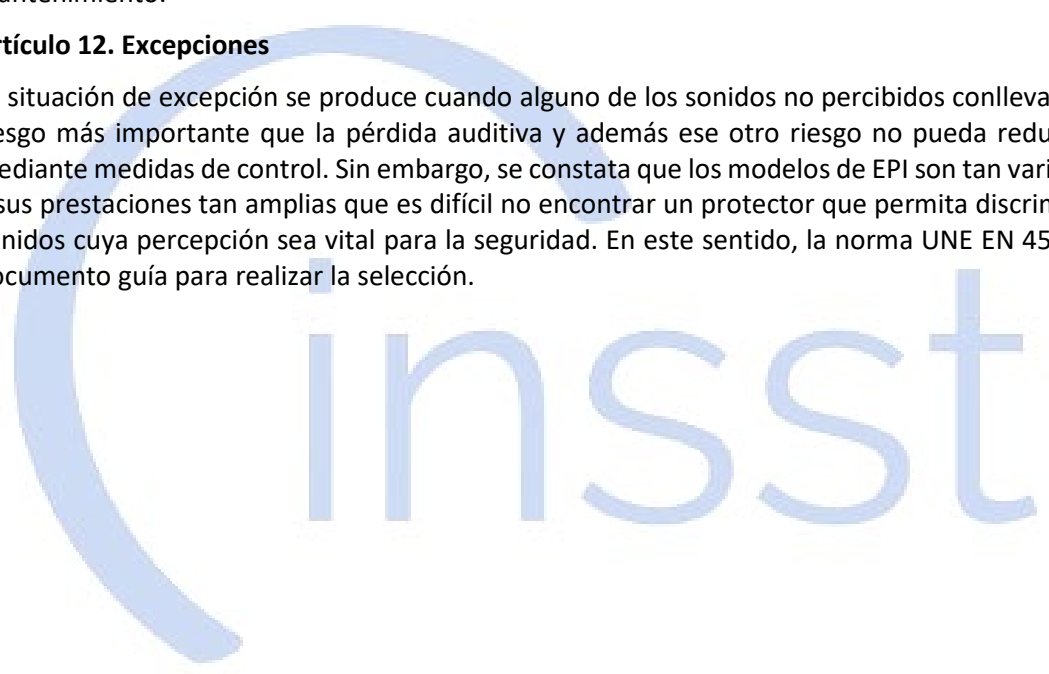 antenimiento.
rtículo 12. Excepciones
situación de excepción se produce cuando alguno de los sonidos no percibidos conlleva
esgo más importante que la pérdida auditiva y además ese otro riesgo no pueda redu
ediante medidas de control. Sin embargo, se constata que los modelos de EPI son tan vari
sus prestaciones tan amplias que es difícil no encontrar un protector que permita discrim
nidos cuya percepción sea vital para la seguridad. En este sentido, la norma UNE EN 45
ocumento guía para realizar la selección.
insst